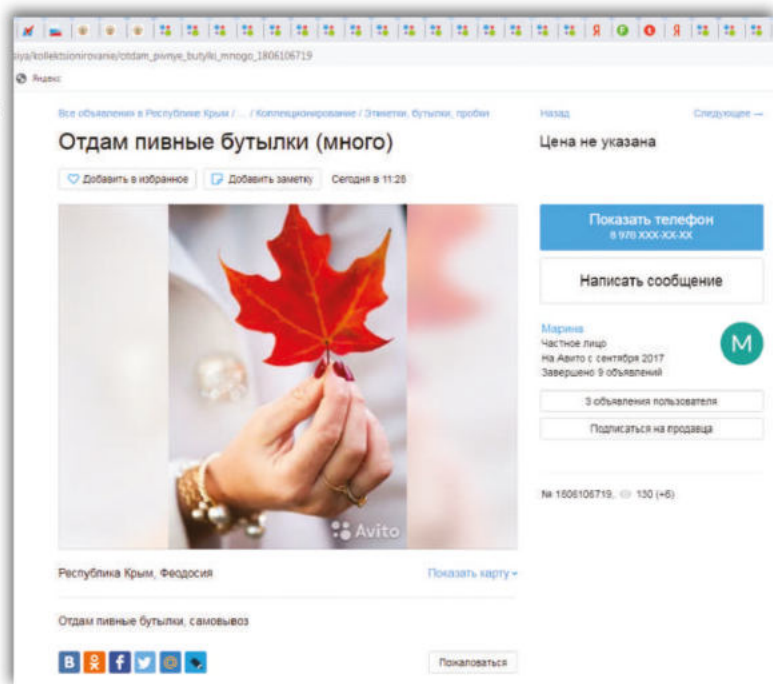 siya/kollektsionirovanie/otdam_pivnye_butylki_mnogo_1806106719
Яндекс
Все объявления в Республике Крым / ... / Коллекционирование / Этикетки, бутылки, пробки
Назад
Следующее →
Отдам пивные бутылки (много)
Цена не указана
Добавить в избранное
Добавить заметку
Сегодня в 11:28
Показать телефон
8 978 XXX-XX-XX
Написать сообщение
Марина
Частное лицо
На Авито с сентября 2017
Завершено 9 объявлений
М
3 объявления пользователя
Подписаться на продавца
№ 1806106719, 130 (+6)
Avito
Республика Крым, Феодосия
Показать карту
Отдам пивные бутылки, самовывоз
Пожаловаться